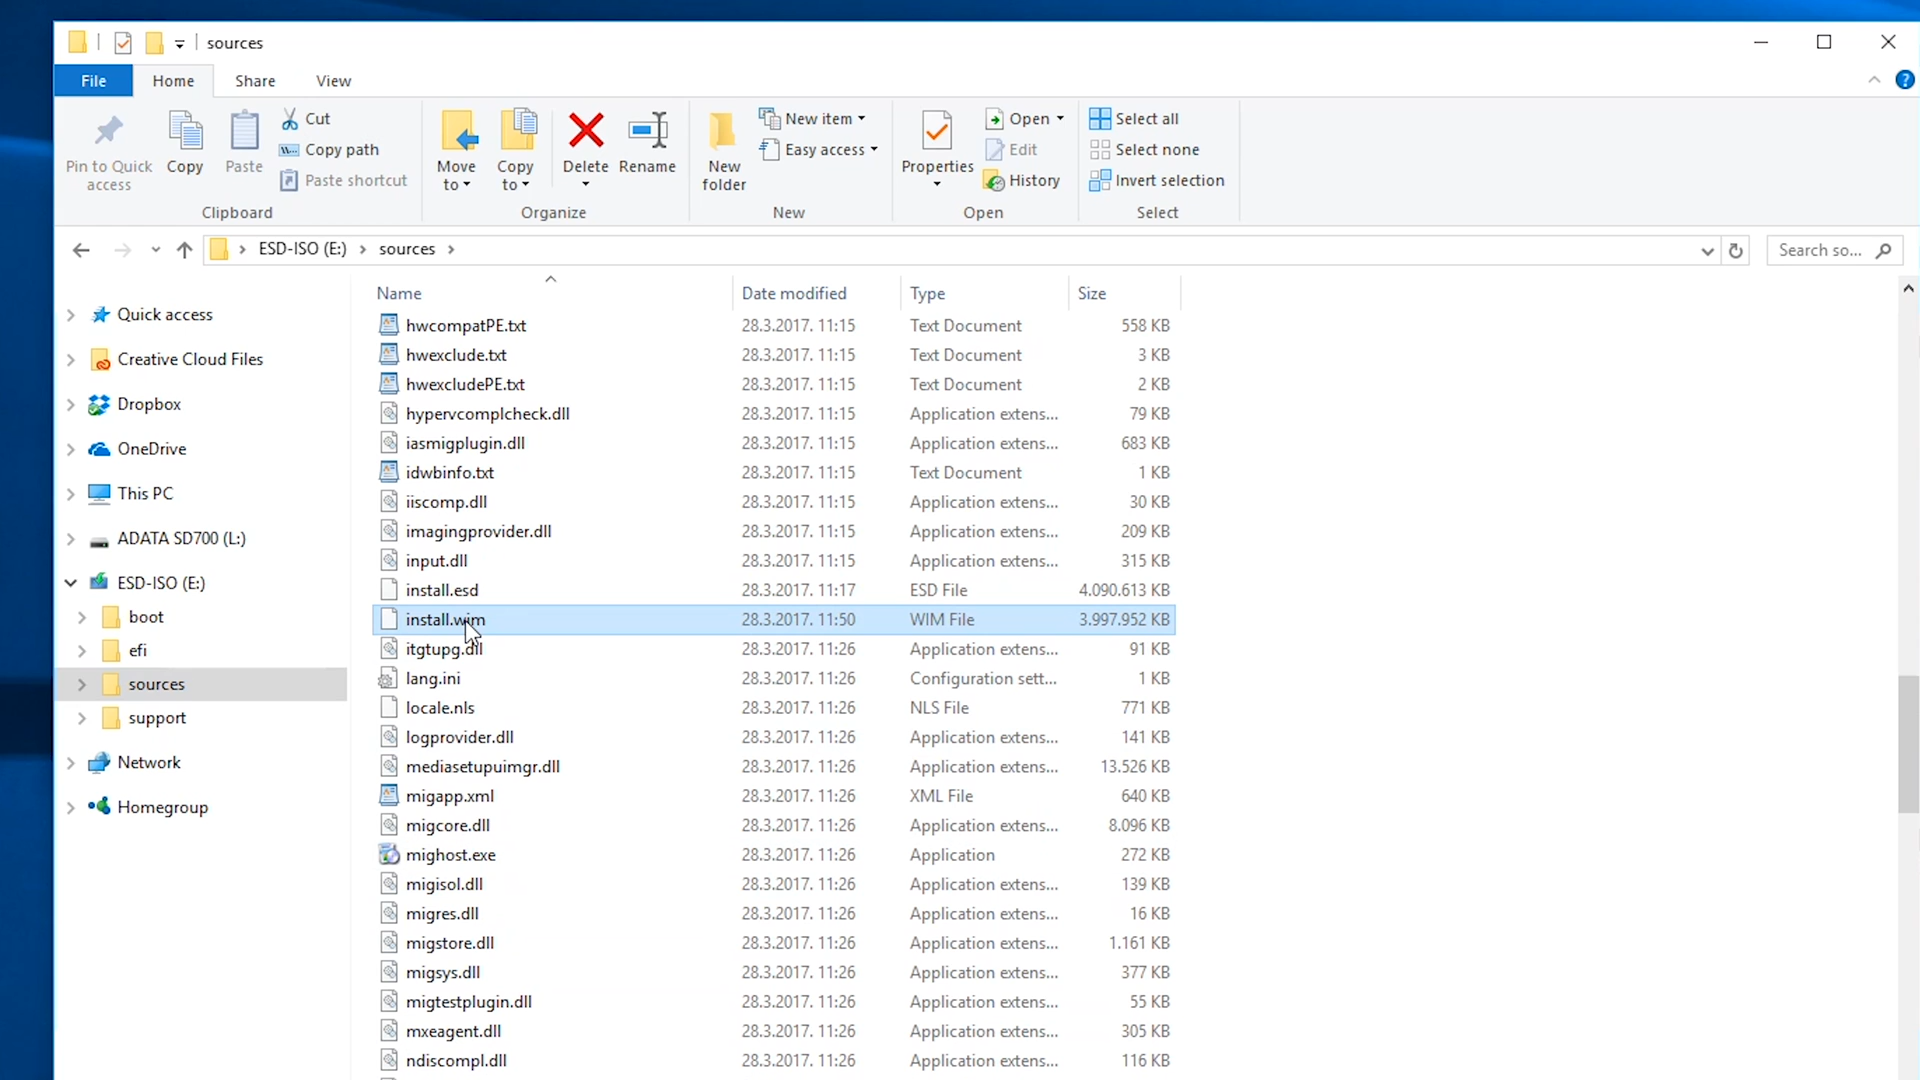 sources
File Home Share View
Pin to Quick access
Copy
Paste
Cut
Copy path
Paste shortcut
Clipboard
Move to
Copy to
Delete
Rename
Organize
New folder
New item
Easy access
New
Properties
Open
Edit
History
Open
Select all
Select none
Invert selection
Select
ESD-ISO (E:) sources
Search so...
Quick access
Creative Cloud Files
Dropbox
OneDrive
This PC
ADATA SD700 (L:)
ESD-ISO (E:)
boot
efi
sources
support
Network
Homegroup
Name Date modified Type Size
hwcompatPE.txt 28.3.2017. 11:15 Text Document 558 KB
hwexclude.txt 28.3.2017. 11:15 Text Document 3 KB
hwexcludePE.txt 28.3.2017. 11:15 Text Document 2 KB
hypervcomplcheck.dll 28.3.2017. 11:15 Application extens... 79 KB
iasmigplugin.dll 28.3.2017. 11:15 Application extens... 683 KB
idwbinfo.txt 28.3.2017. 11:15 Text Document 1 KB
iiscomp.dll 28.3.2017. 11:15 Application extens... 30 KB
imagingprovider.dll 28.3.2017. 11:15 Application extens... 209 KB
input.dll 28.3.2017. 11:15 Application extens... 315 KB
install.esd 28.3.2017. 11:17 ESD File 4.090.613 KB
install.wim 28.3.2017. 11:50 WIM File 3.997.952 KB
itgtupg.dll 28.3.2017. 11:26 Application extens... 91 KB
lang.ini 28.3.2017. 11:26 Configuration sett... 1 KB
locale.nls 28.3.2017. 11:26 NLS File 771 KB
logprovider.dll 28.3.2017. 11:26 Application extens... 141 KB
mediasetupuimgr.dll 28.3.2017. 11:26 Application extens... 13.526 KB
migapp.xml 28.3.2017. 11:26 XML File 640 KB
migcore.dll 28.3.2017. 11:26 Application extens... 8.096 KB
mighost.exe 28.3.2017. 11:26 Application 272 KB
migisol.dll 28.3.2017. 11:26 Application extens... 139 KB
migres.dll 28.3.2017. 11:26 Application extens... 16 KB
migstore.dll 28.3.2017. 11:26 Application extens... 1.161 KB
migsys.dll 28.3.2017. 11:26 Application extens... 377 KB
migtestplugin.dll 28.3.2017. 11:26 Application extens... 55 KB
mxeagent.dll 28.3.2017. 11:26 Application extens... 305 KB
ndiscompl.dll 28.3.2017. 11:26 Application extens... 116 KB